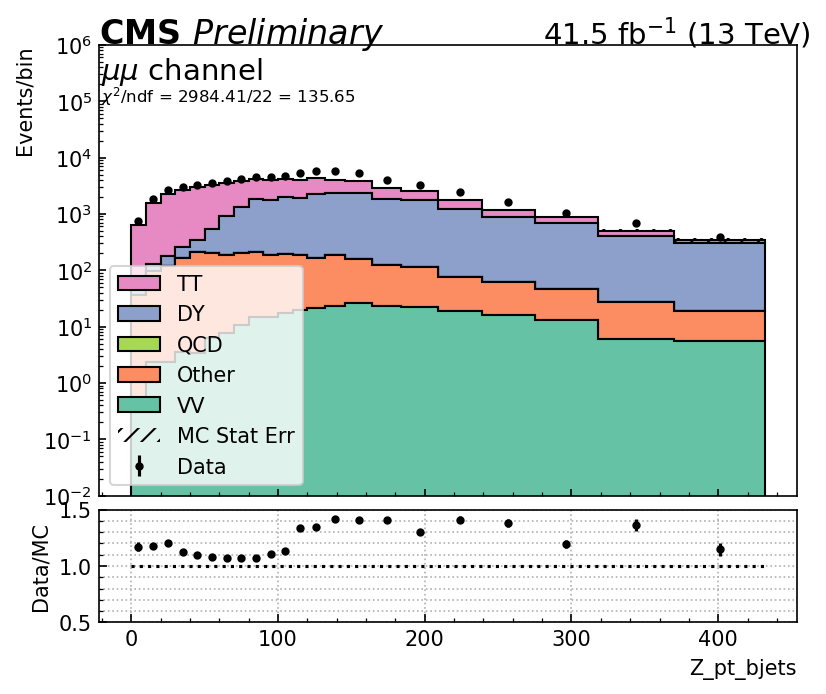 CMS Preliminary 41.5 fb⁻¹ (13 TeV)
μμ channel
χ²/ndf = 2984.41/22 = 135.65
Events/bin
10⁶
10⁵
10⁴
10³
10²
10¹
10⁰
10⁻¹
10⁻²
TT
DY
QCD
Other
VV
MC Stat Err
Data
Data/MC
1.5
1.0
0.5
0 100 200 300 400
Z_pt_bjets